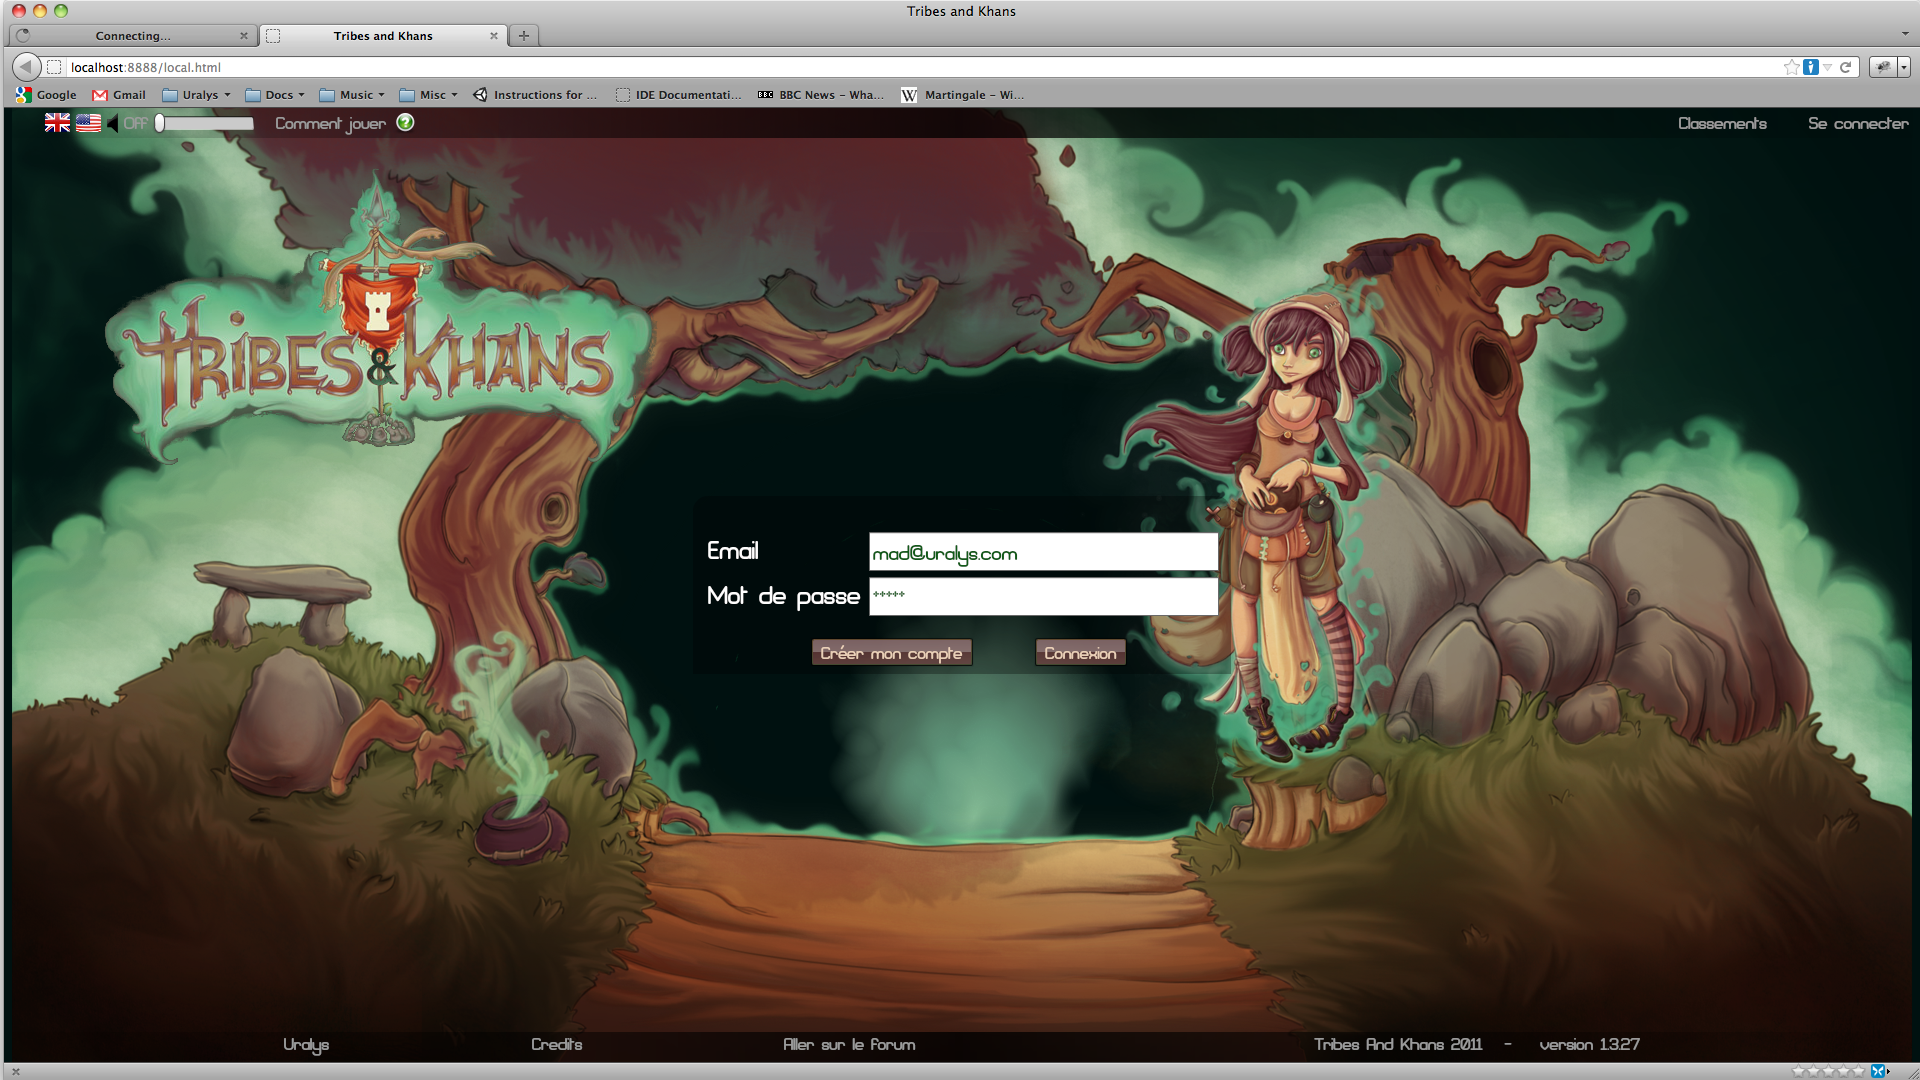 Tribes and Khans
Connecting...
Tribes and Khans
localhost:8888/local.html
Google
Gmail
Uralys
Docs
Music
Misc
Instructions for ...
IDE Documentati...
BBC
BBC News – Wha...
W
Martingale – Wi...
Off
Comment jouer
?
Classements
Se connecter
TRIBES & KHANS
Email
mad@uralys.com
Mot de passe
+++++
Créer mon compte
Connexion
Uralys
Credits
Aller sur le forum
Tribes And Khans 2011 - version 1.3.27